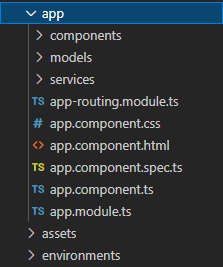 app
components
models
services
TS app-routing.module.ts
# app.component.css
<> app.component.html
TS app.component.spec.ts
TS app.component.ts
TS app.module.ts
assets
environments